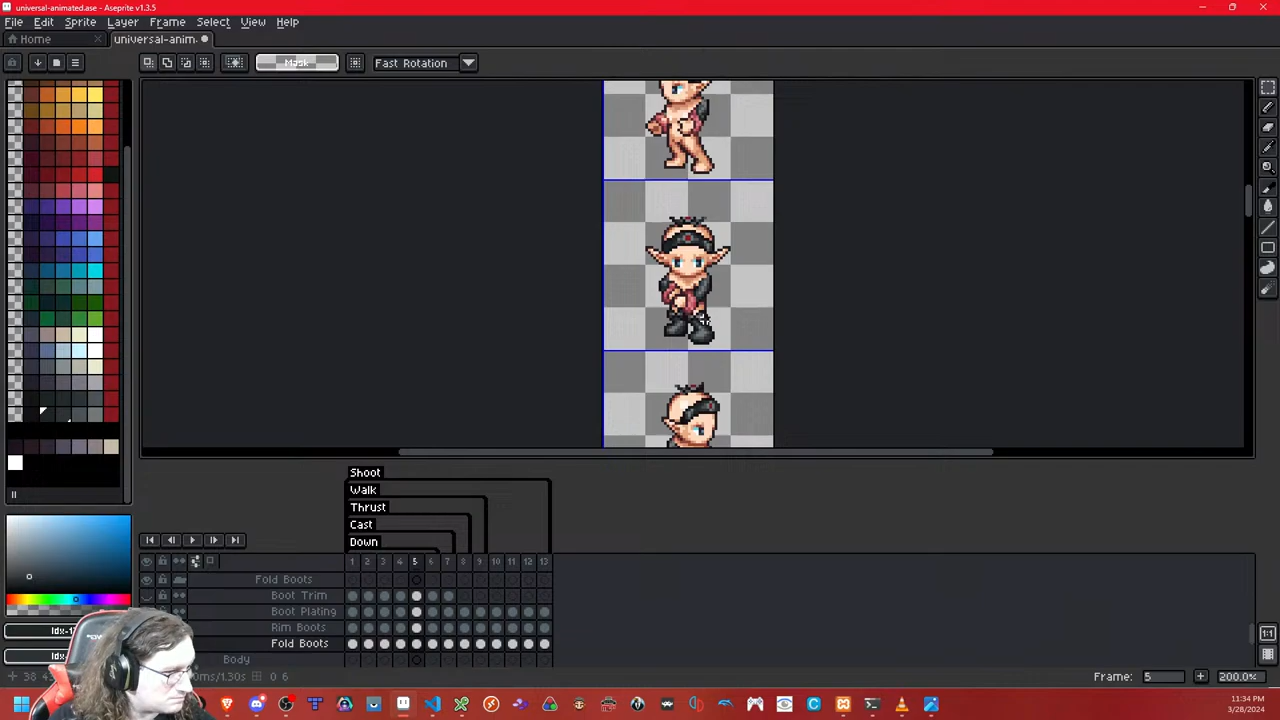 universal-animated.ase - Aseprite v1.3.5
File Edit Sprite Layer Frame Select View Help
Home universal-anim.
Mask Fast Rotation
Shoot
Walk
Thrust
Cast
Down
1 2 3 4 5 6 7 8 9 10 11 12 13
Fold Boots
Boot Trim
Boot Plating
Rim Boots
Fold Boots
Body
Frame: 5 200.0%
1:1
11:34 PM
3/28/2024